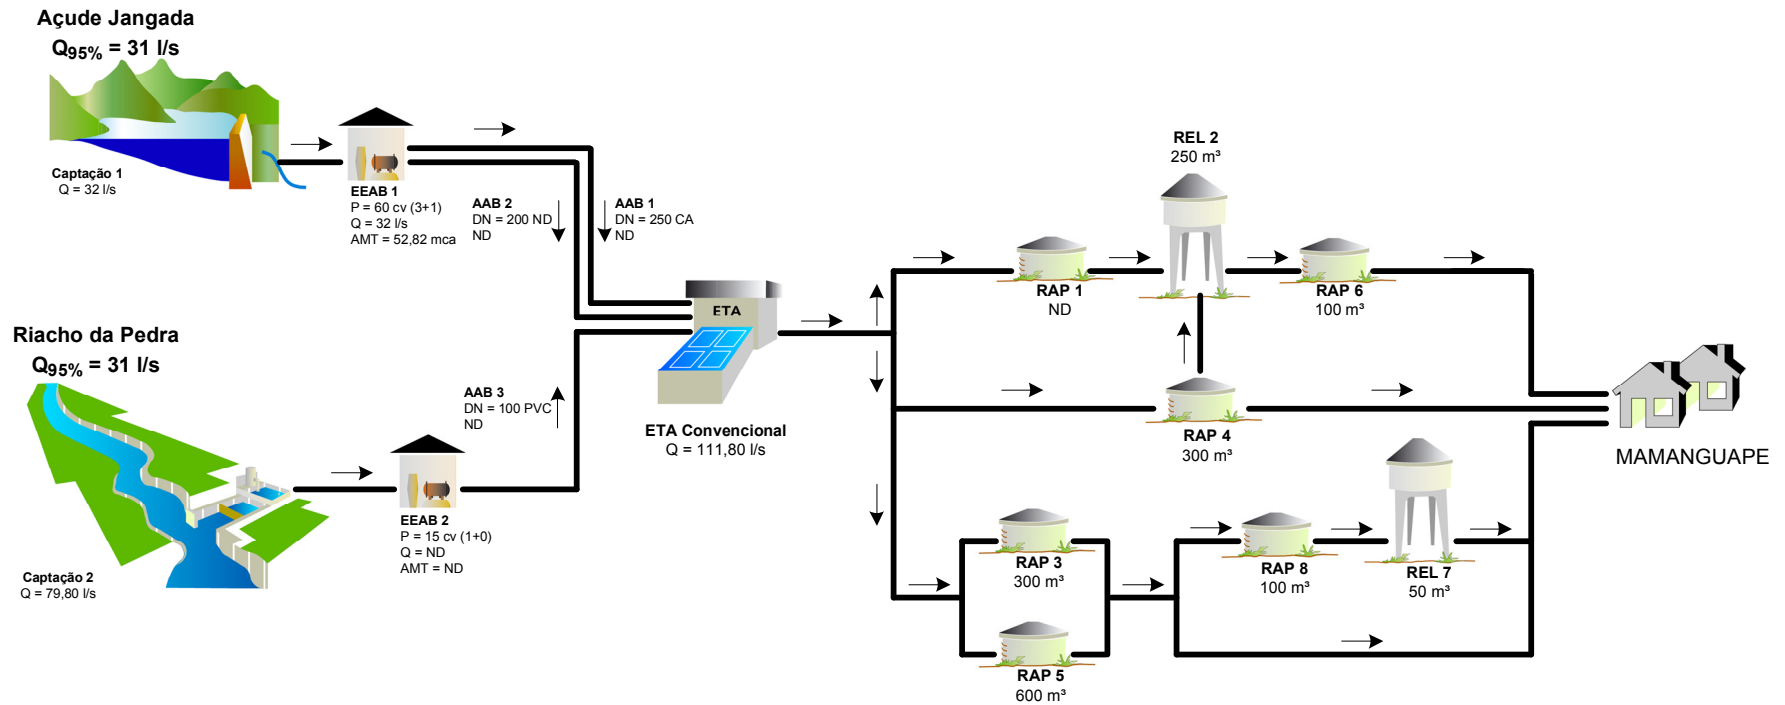 Açude Jangada
Q95% = 31 l/s
Captação 1
Q = 32 l/s
EEAB 1
P = 60 cv (3+1)
Q = 32 l/s
AMT = 52,82 mca
AAB 2
DN = 200 ND
ND
AAB 1
DN = 250 CA
ND
Riacho da Pedra
Q95% = 31 l/s
Captação 2
Q = 79,80 l/s
AAB 3
DN = 100 PVC
ND
EEAB 2
P = 15 cv (1+0)
Q = ND
AMT = ND
ETA
ETA Convencional
Q = 111,80 l/s
RAP 1
ND
REL 2
250 m³
RAP 6
100 m³
RAP 4
300 m³
RAP 3
300 m³
RAP 5
600 m³
RAP 8
100 m³
REL 7
50 m³
MAMANGUAPE